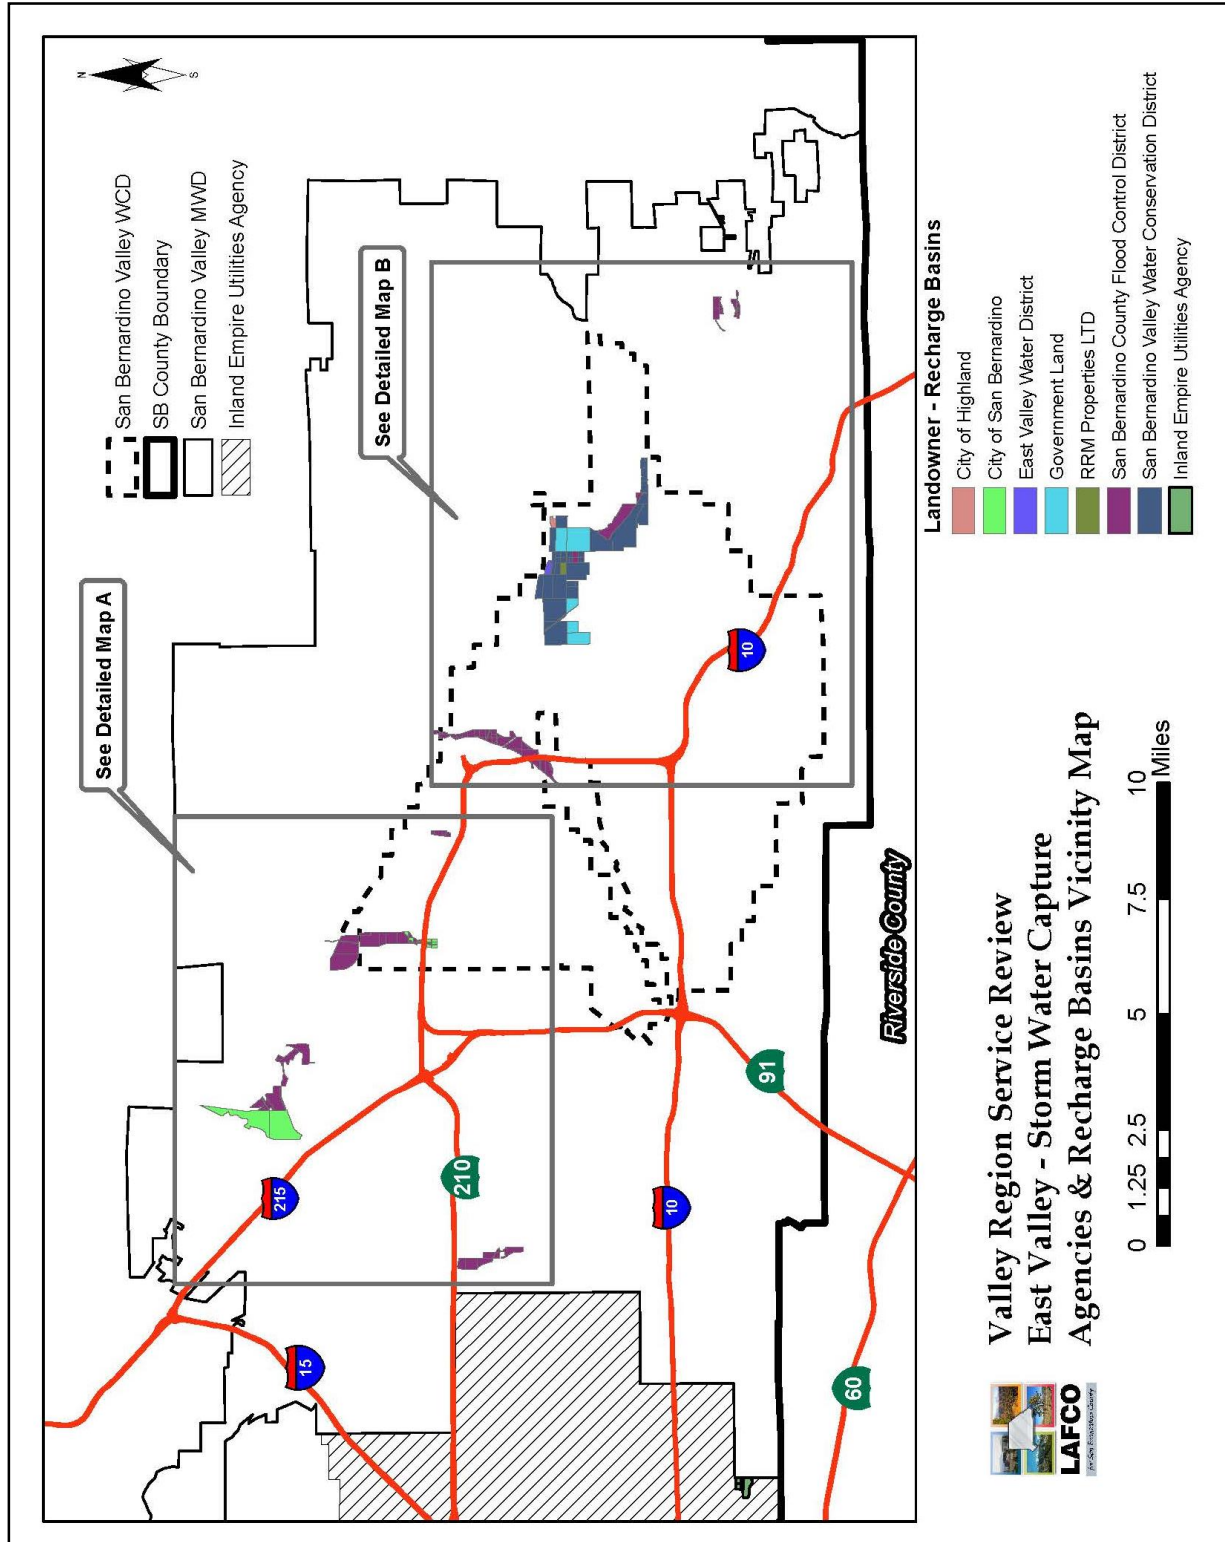 N
S
San Bernardino Valley WCD
SB County Boundary
San Bernardino Valley MWD
Inland Empire Utilities Agency
See Detailed Map A
See Detailed Map B
215
15
210
10
10
91
60
Riverside County
Landowner - Recharge Basins
City of Highland
City of San Bernardino
East Valley Water District
Government Land
RRM Properties LTD
San Bernardino County Flood Control District
San Bernardino Valley Water Conservation District
Inland Empire Utilities Agency
LAFCO
for San Bernardino County
Valley Region Service Review
East Valley - Storm Water Capture
Agencies & Recharge Basins Vicinity Map
0 1.25 2.5 5 7.5 10
Miles